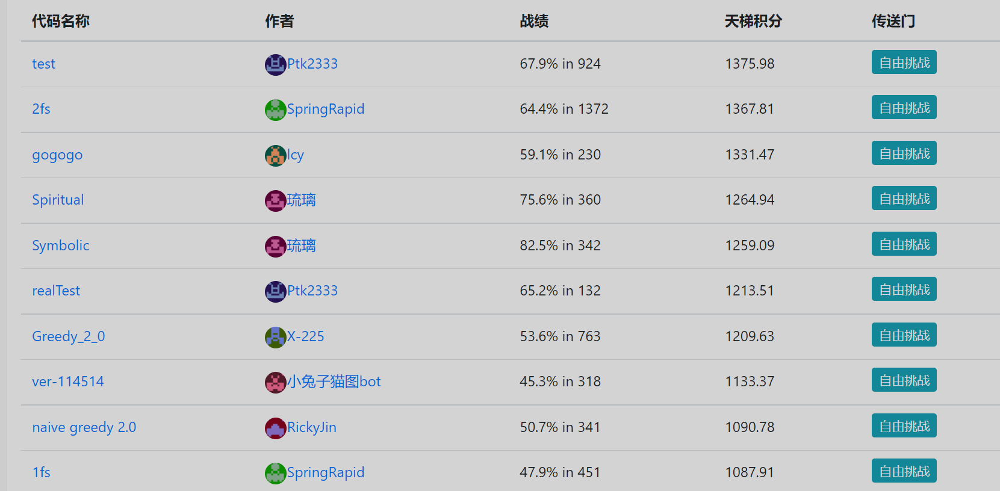 代码名称 作者 战绩 天梯积分 传送门
test Ptk2333 67.9% in 924 1375.98 自由挑战
2fs SpringRapid 64.4% in 1372 1367.81 自由挑战
gogogo lcy 59.1% in 230 1331.47 自由挑战
Spiritual 琉璃 75.6% in 360 1264.94 自由挑战
Symbolic 琉璃 82.5% in 342 1259.09 自由挑战
realTest Ptk2333 65.2% in 132 1213.51 自由挑战
Greedy_2_0 X-225 53.6% in 763 1209.63 自由挑战
ver-114514 小兔子猫图bot 45.3% in 318 1133.37 自由挑战
naive greedy 2.0 RickyJin 50.7% in 341 1090.78 自由挑战
1fs SpringRapid 47.9% in 451 1087.91 自由挑战